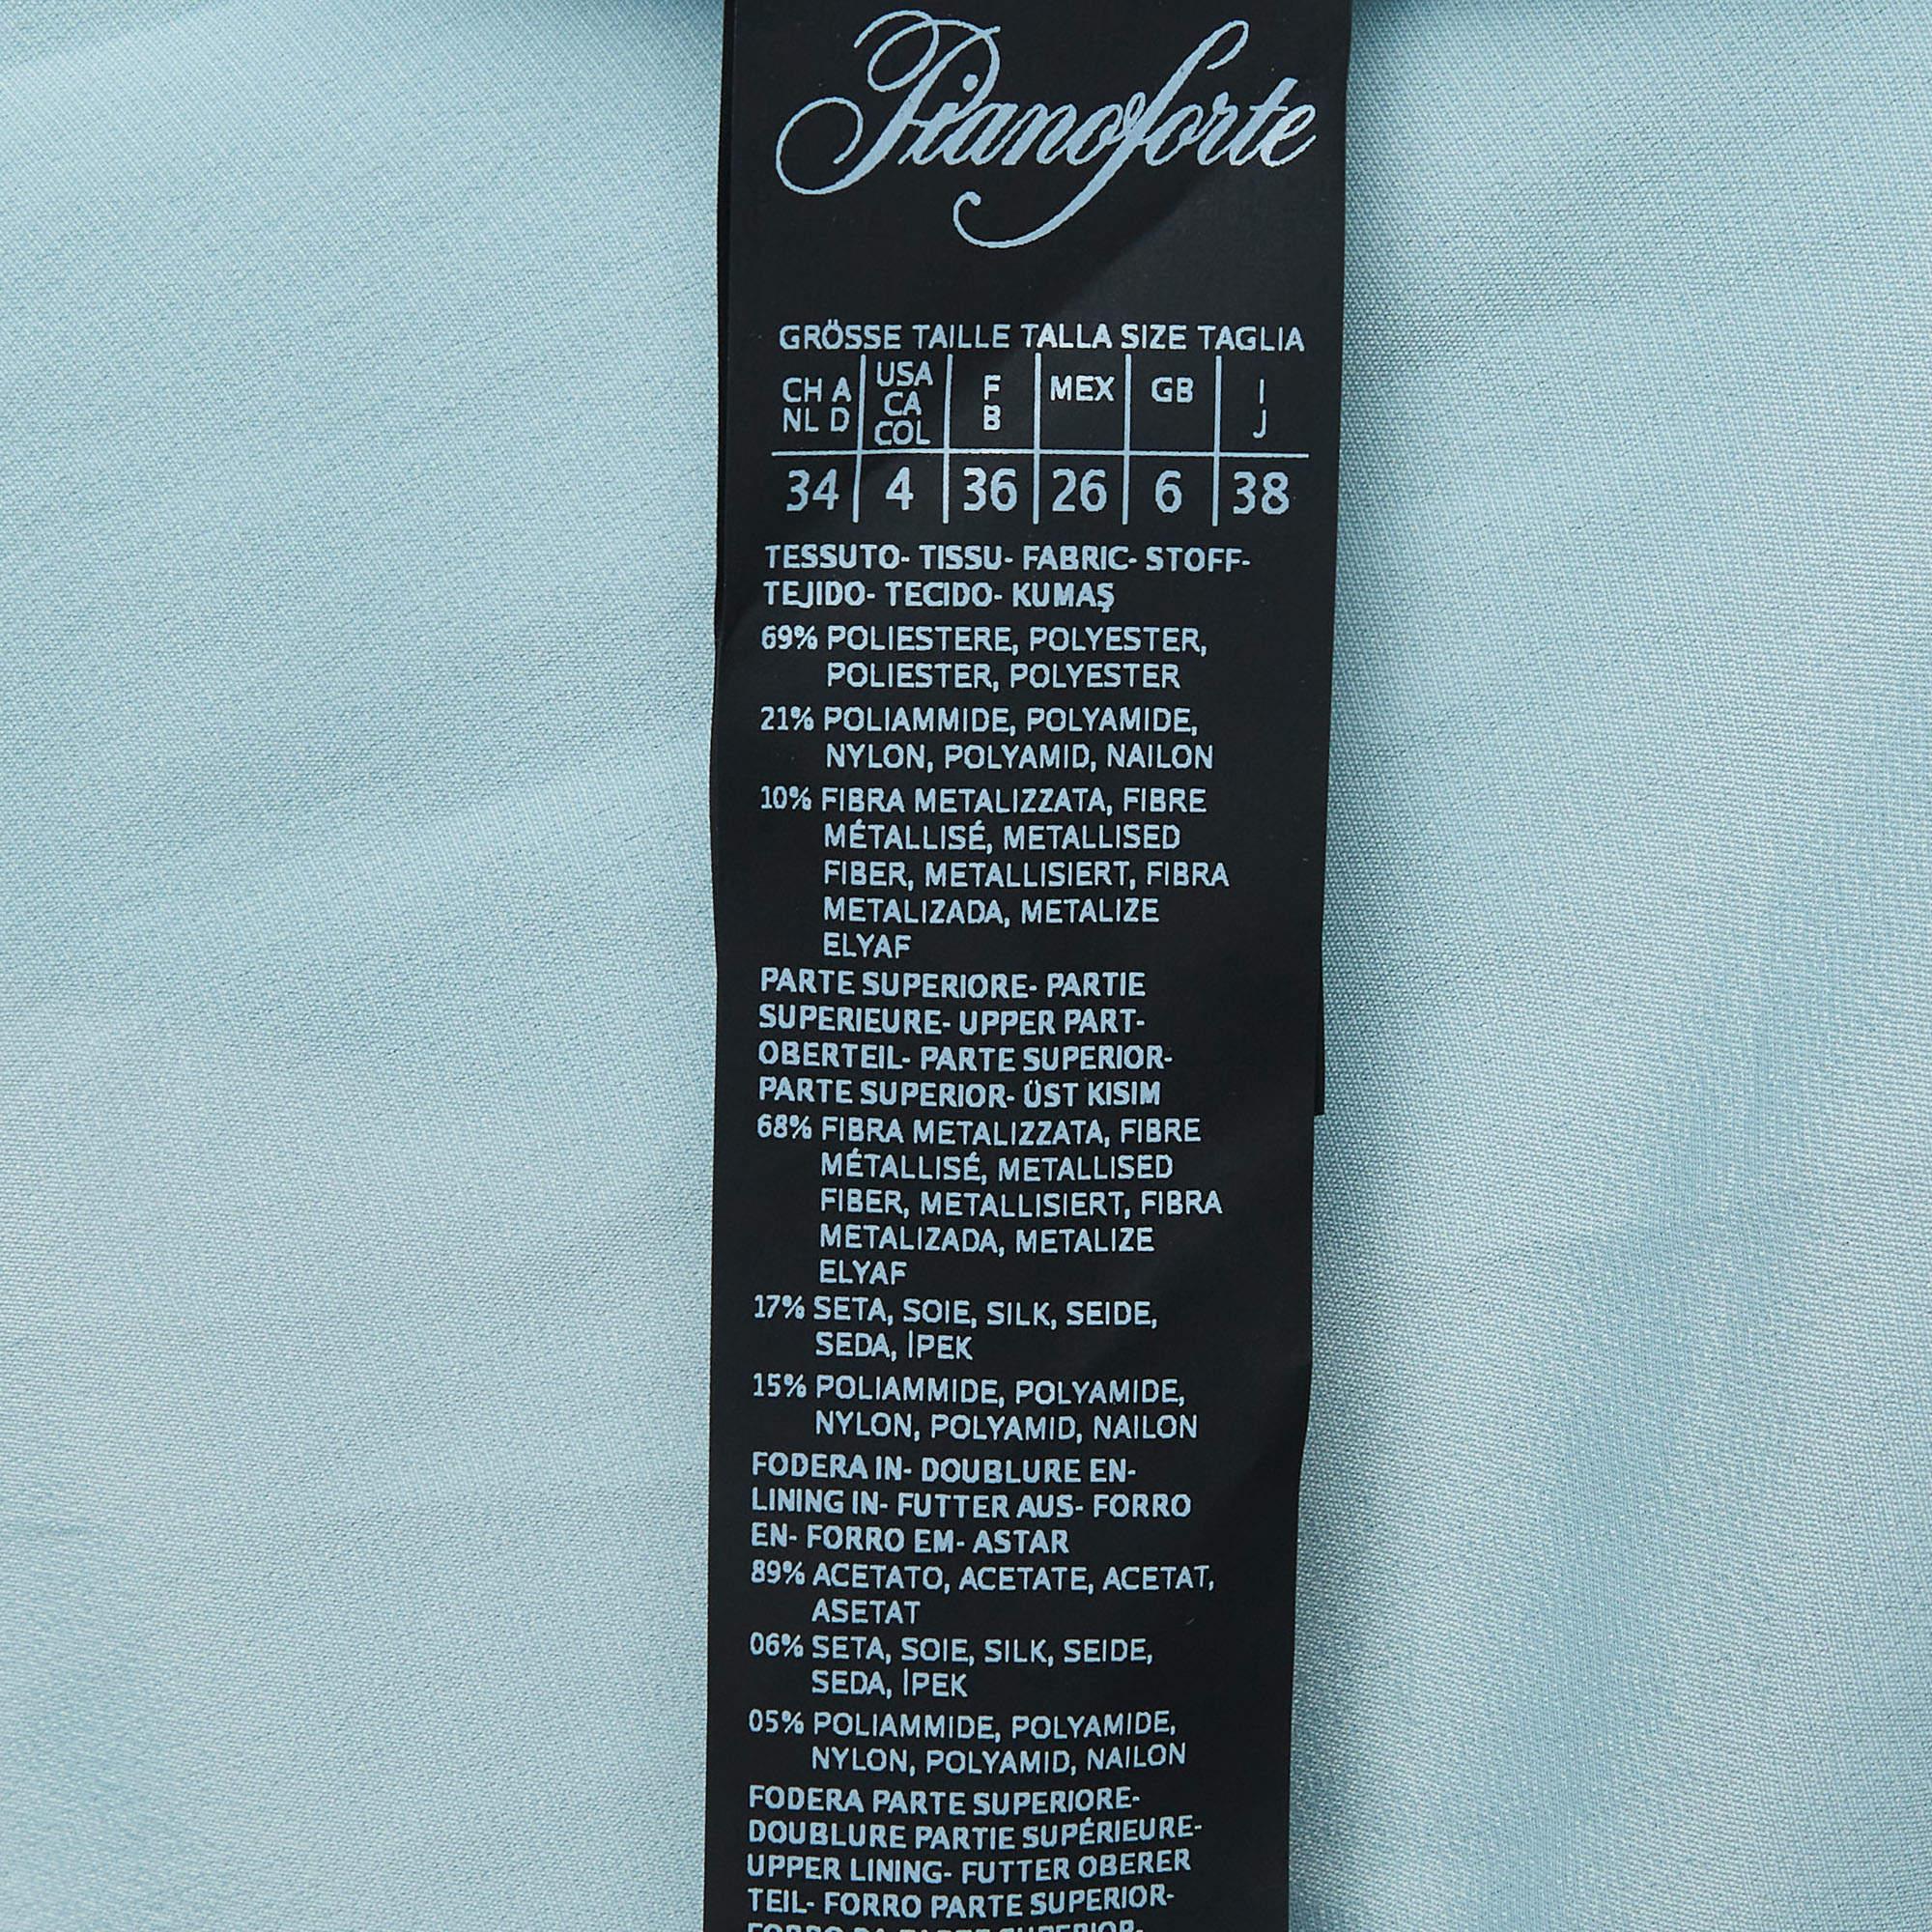 Pianoforte
GRÖSSE TAILLE TALLA SIZE TAGLIA
CH A NL D | USA CA COL | F B | MEX | GB | I J
34 | 4 | 36 | 26 | 6 | 38
TESSUTO- TISSU- FABRIC- STOFF-
TEJIDO- TECIDO- KUMAŞ
69% POLIESTERE, POLYESTER,
POLIESTER, POLYESTER
21% POLIAMMIDE, POLYAMIDE,
NYLON, POLYAMID, NAILON
10% FIBRA METALIZZATA, FIBRE
MÉTALLISÉ, METALLISED
FIBER, METALLISIERT, FIBRA
METALIZADA, METALIZE
ELYAF
PARTE SUPERIORE- PARTIE
SUPERIEURE- UPPER PART-
OBERTEIL- PARTE SUPERIOR-
PARTE SUPERIOR- ÜST KISIM
68% FIBRA METALIZZATA, FIBRE
MÉTALLISÉ, METALLISED
FIBER, METALLISIERT, FIBRA
METALIZADA, METALIZE
ELYAF
17% SETA, SOIE, SILK, SEIDE,
SEDA, İPEK
15% POLIAMMIDE, POLYAMIDE,
NYLON, POLYAMID, NAILON
FODERA IN- DOUBLURE EN-
LINING IN- FUTTER AUS- FORRO
EN- FORRO EM- ASTAR
89% ACETATO, ACETATE, ACETAT,
ASETAT
06% SETA, SOIE, SILK, SEIDE,
SEDA, İPEK
05% POLIAMMIDE, POLYAMIDE,
NYLON, POLYAMID, NAILON
FODERA PARTE SUPERIORE-
DOUBLURE PARTIE SUPÉRIEURE-
UPPER LINING- FUTTER OBERER
TEIL- FORRO PARTE SUPERIOR-